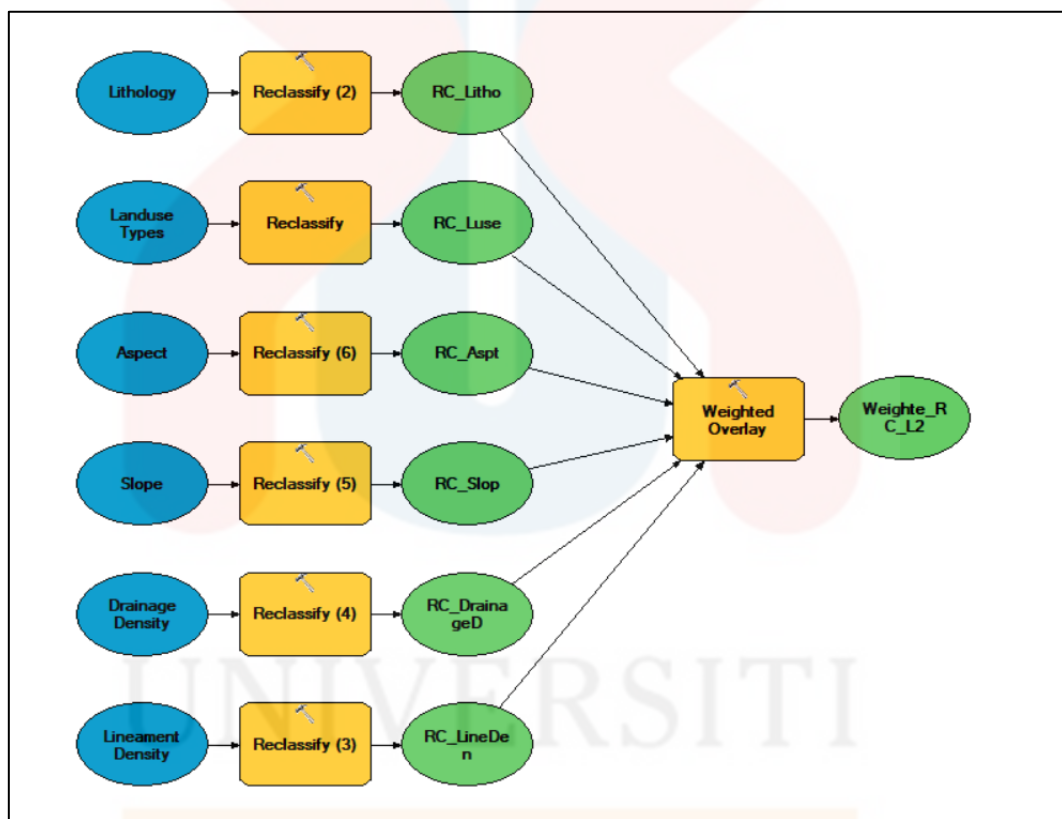 Lithology
Reclassify (2)
RC_Litho
Landuse
Types
Reclassify
RC_Luse
Aspect
Reclassify (6)
RC_Aspt
Weighted
Overlay
Weighte_R
C_L2
Slope
Reclassify (5)
RC_Slop
Drainage
Density
Reclassify (4)
RC_Draina
geD
UNIVERSITI
Lineament
Density
Reclassify (3)
RC_LineDe
n